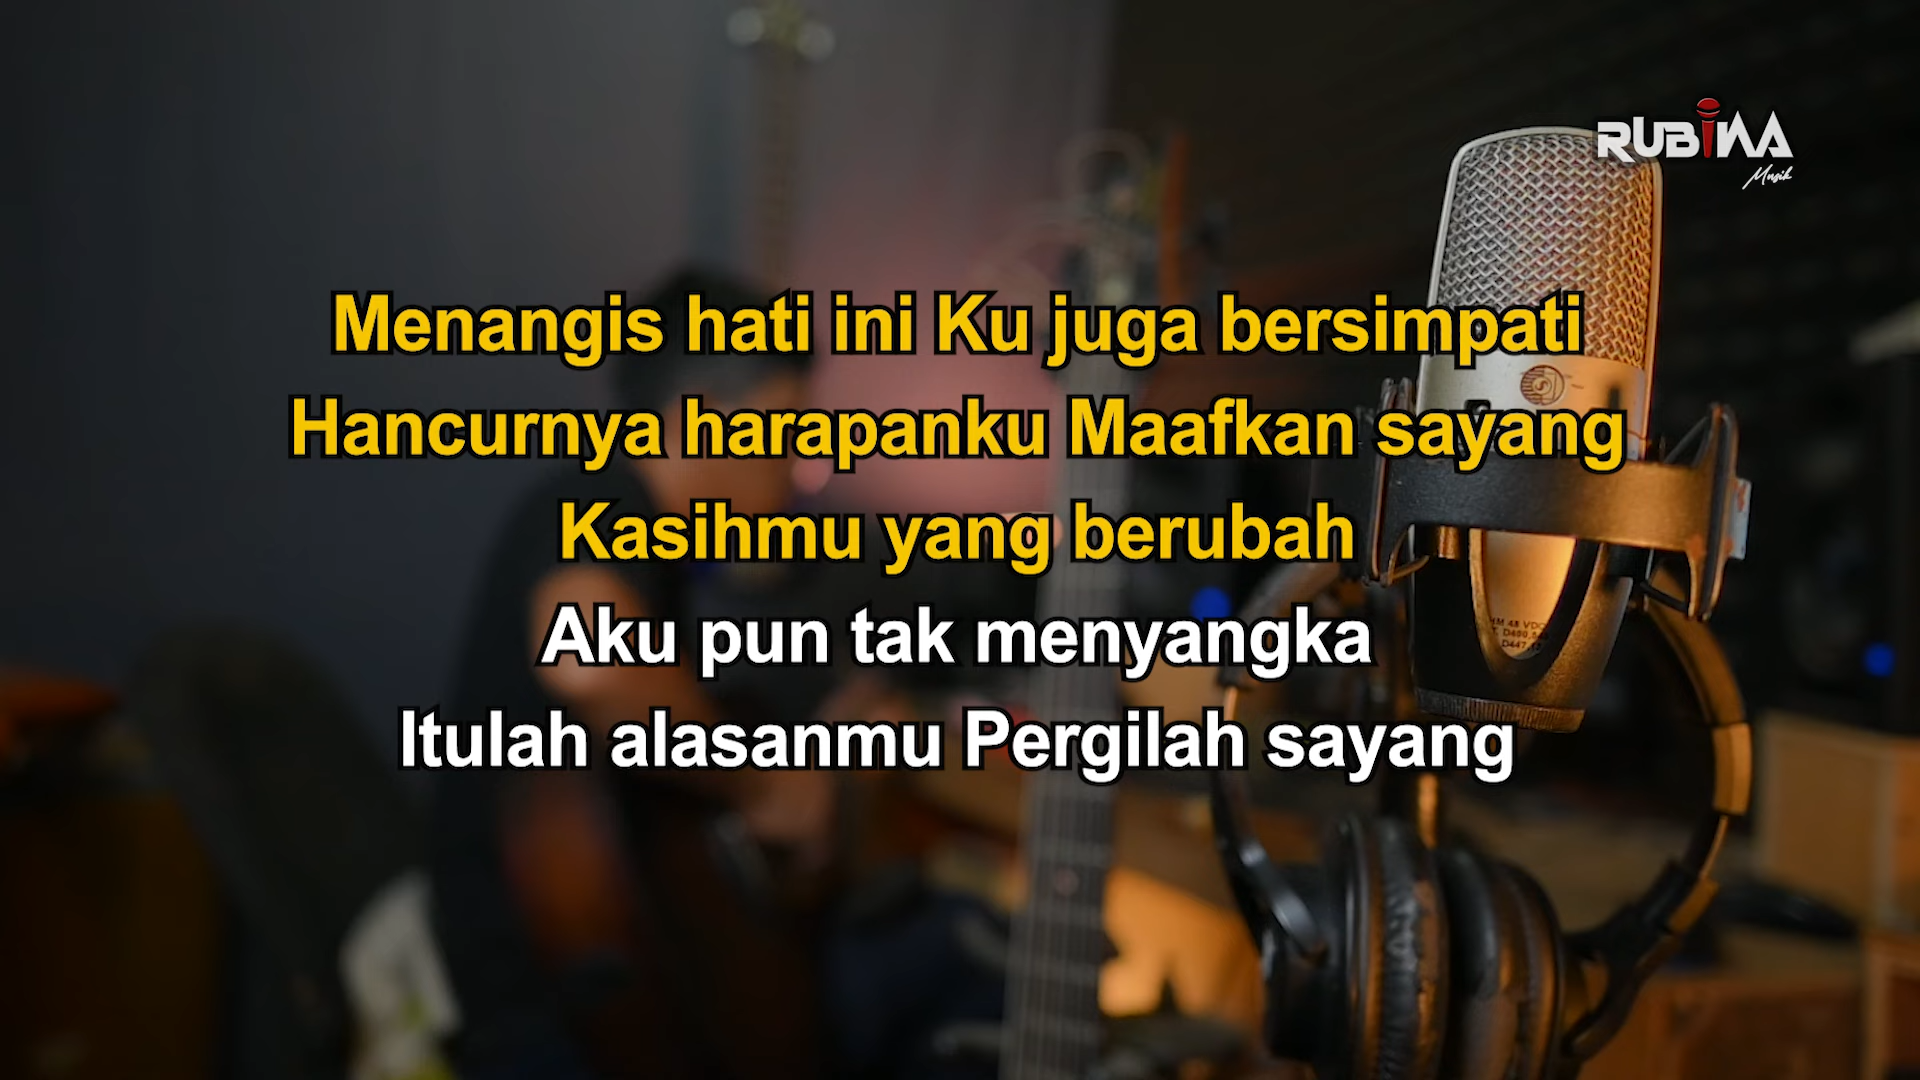 RUBINA
Musik
Menangis hati ini Ku juga bersimpati
Hancurnya harapanku Maafkan sayang
Kasihmu yang berubah
Aku pun tak menyangka
Itulah alasanmu Pergilah sayang